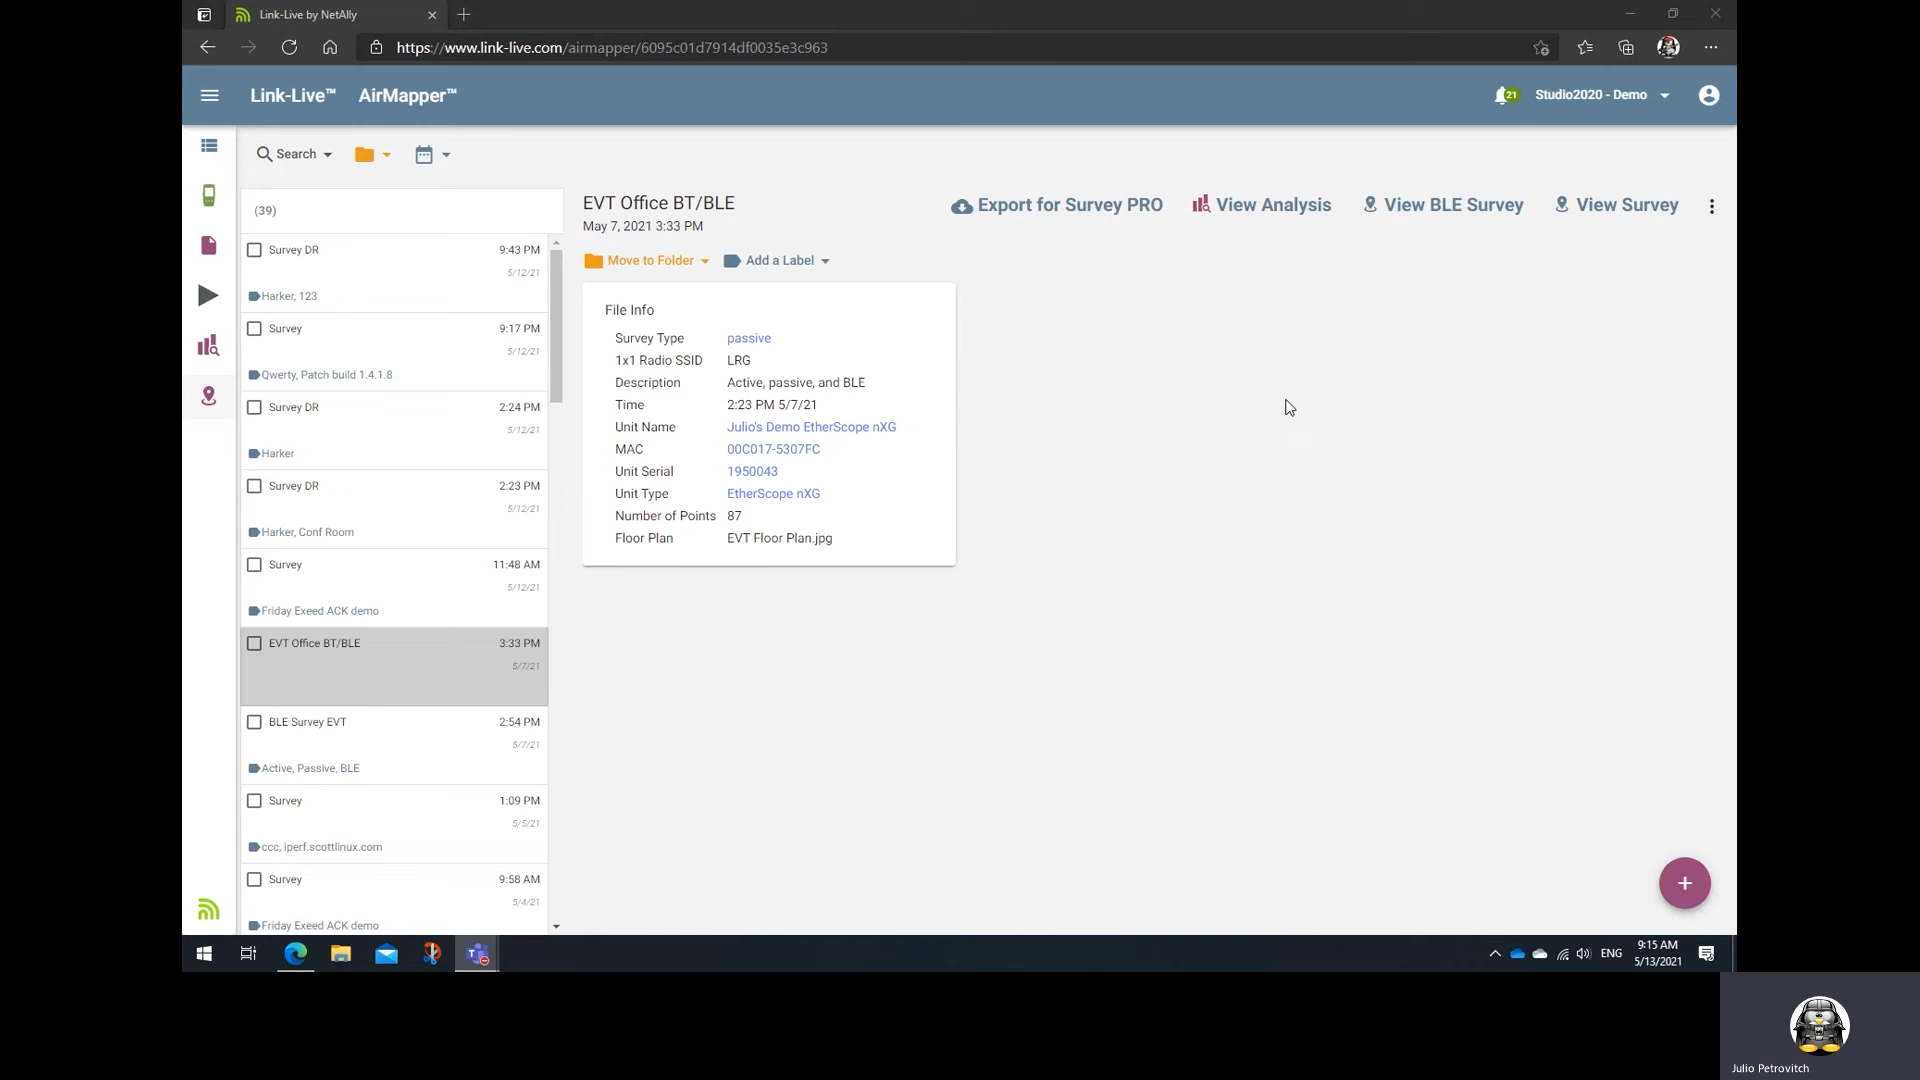 Link-Live by NetAlly
https://www.link-live.com/airmapper/6095c01d7914df0035e3c963
Link-Live™ AirMapper™
21
Studio2020 - Demo
Search
(39)
Survey DR 9:43 PM
5/12/21
Harker, 123
Survey 9:17 PM
5/12/21
Qwerty, Patch build 1.4.1.8
Survey DR 2:24 PM
5/12/21
Harker
Survey DR 2:23 PM
5/12/21
Harker, Conf Room
Survey 11:48 AM
5/12/21
Friday Exeed ACK demo
EVT Office BT/BLE 3:33 PM
5/7/21
BLE Survey EVT 2:54 PM
5/7/21
Active, Passive, BLE
Survey 1:09 PM
5/5/21
ccc, iperf.scottlinux.com
Survey 9:58 AM
5/4/21
Friday Exeed ACK demo
EVT Office BT/BLE
May 7, 2021 3:33 PM
Export for Survey PRO View Analysis View BLE Survey View Survey
Move to Folder Add a Label
File Info
Survey Type passive
1x1 Radio SSID LRG
Description Active, passive, and BLE
Time 2:23 PM 5/7/21
Unit Name Julio's Demo EtherScope nXG
MAC 00C017-5307FC
Unit Serial 1950043
Unit Type EtherScope nXG
Number of Points 87
Floor Plan EVT Floor Plan.jpg
ENG
9:15 AM
5/13/2021
Julio Petrovitch